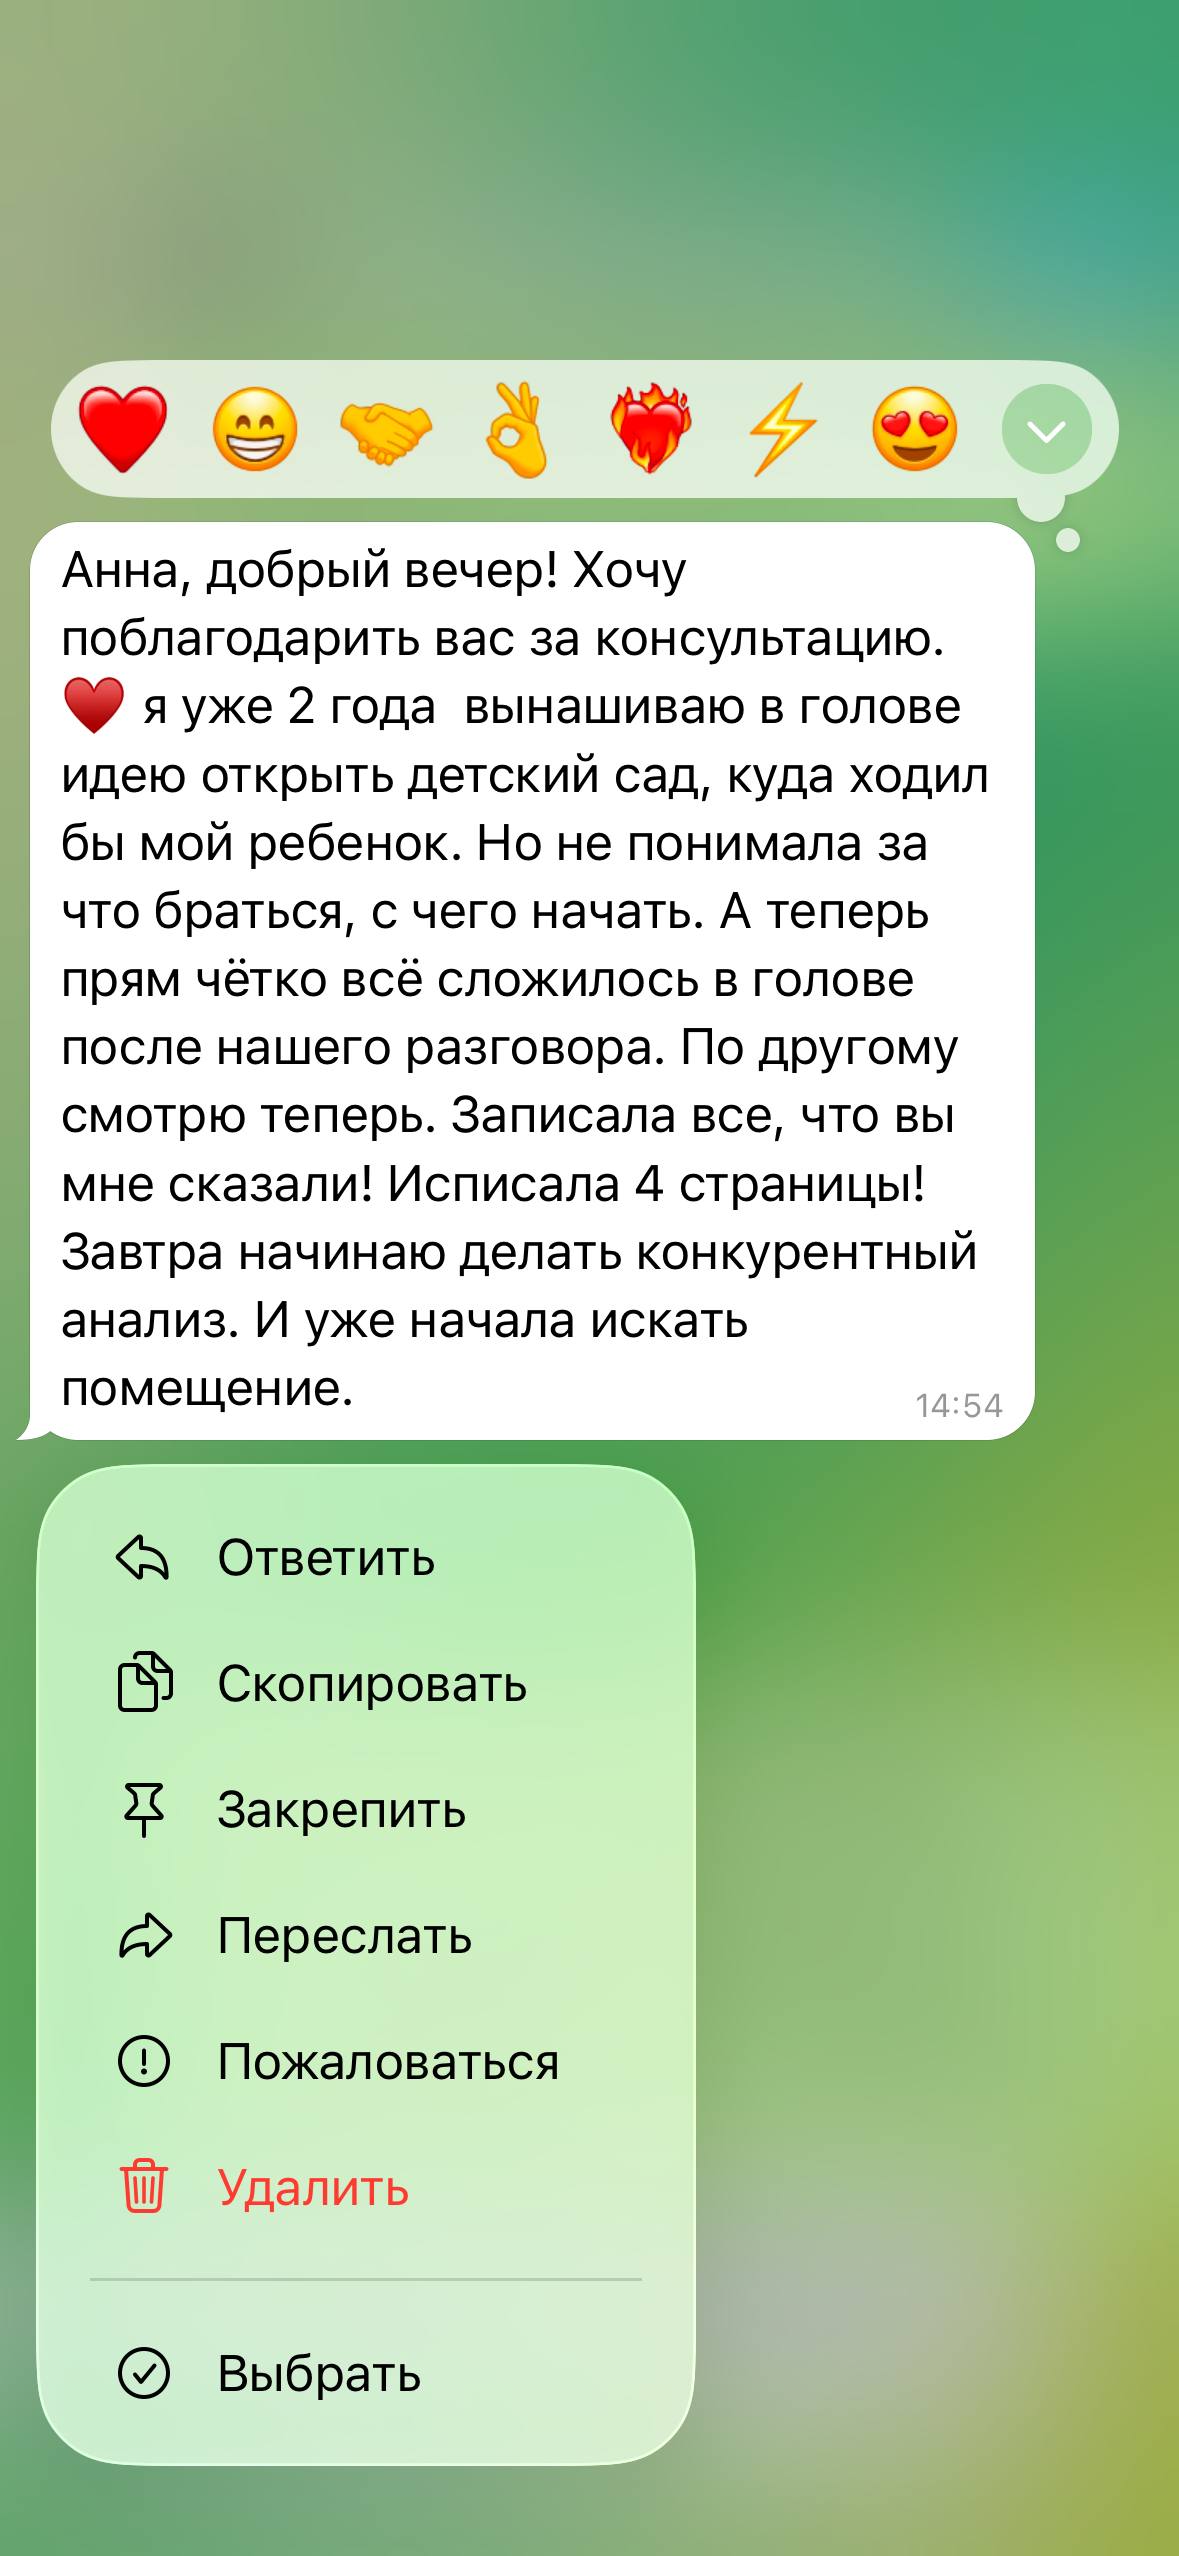 Анна, добрый вечер! Хочу
поблагодарить вас за консультацию.
♥️ я уже 2 года  вынашиваю в голове
идею открыть детский сад, куда ходил
бы мой ребенок. Но не понимала за
что браться, с чего начать. А теперь
прям чётко всё сложилось в голове
после нашего разговора. По другому
смотрю теперь. Записала все, что вы
мне сказали! Исписала 4 страницы!
Завтра начинаю делать конкурентный
анализ. И уже начала искать
помещение.
14:54
Ответить
Скопировать
Закрепить
Переслать
Пожаловаться
Удалить
Выбрать